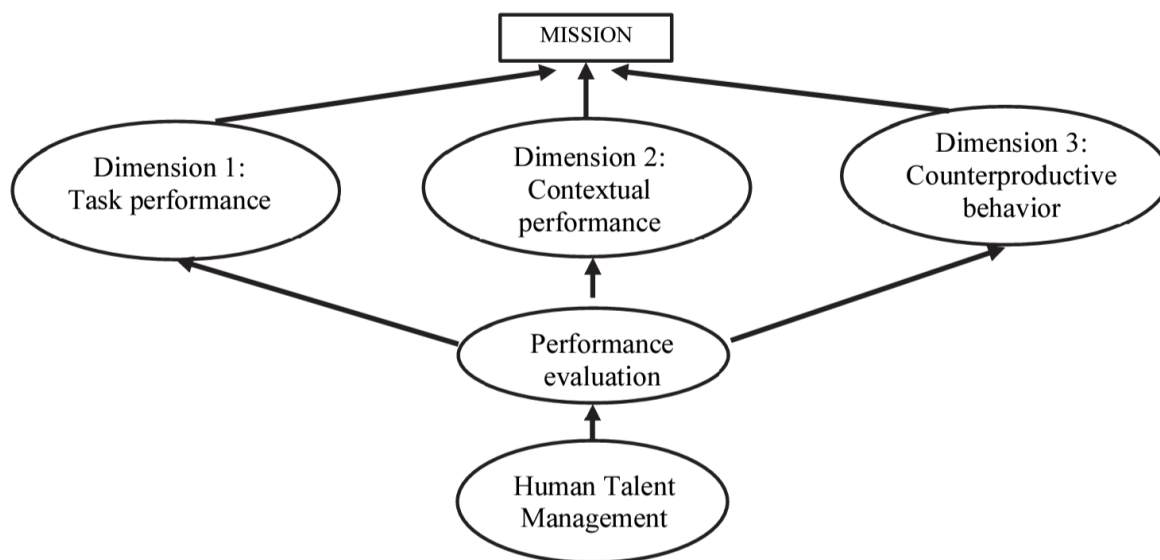 MISSION
Dimension 1:
Task performance
Dimension 2:
Contextual
performance
Dimension 3:
Counterproductive
behavior
Performance
evaluation
Human Talent
Management